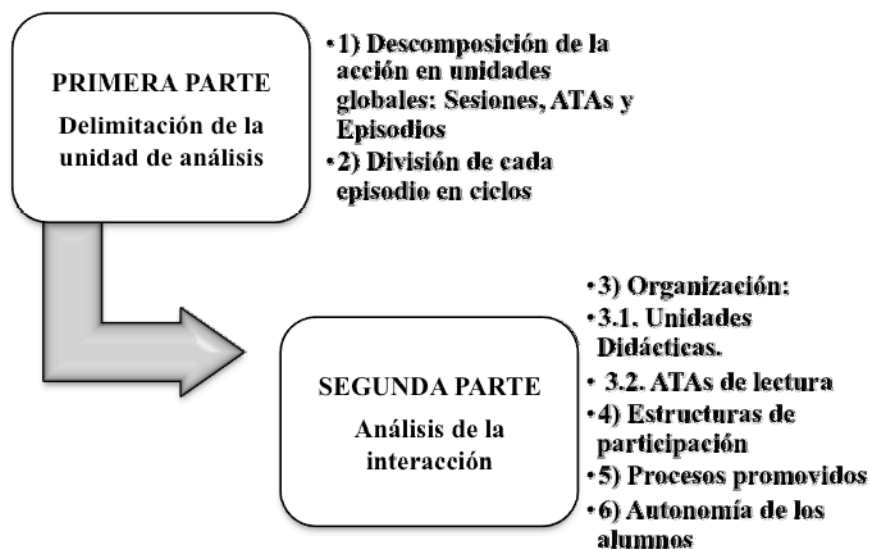 PRIMERA PARTE
Delimitación de la
unidad de análisis
•1) Descomposición de la
acción en unidades
globales: Sesiones, ATAs y
Episodios
•2) División de cada
episodio en ciclos
SEGUNDA PARTE
Análisis de la
interacción
•3) Organización:
•3.1. Unidades
Didácticas.
• 3.2. ATAs de lectura
•4) Estructuras de
participación
•5) Procesos promovidos
•6) Autonomía de los
alumnos